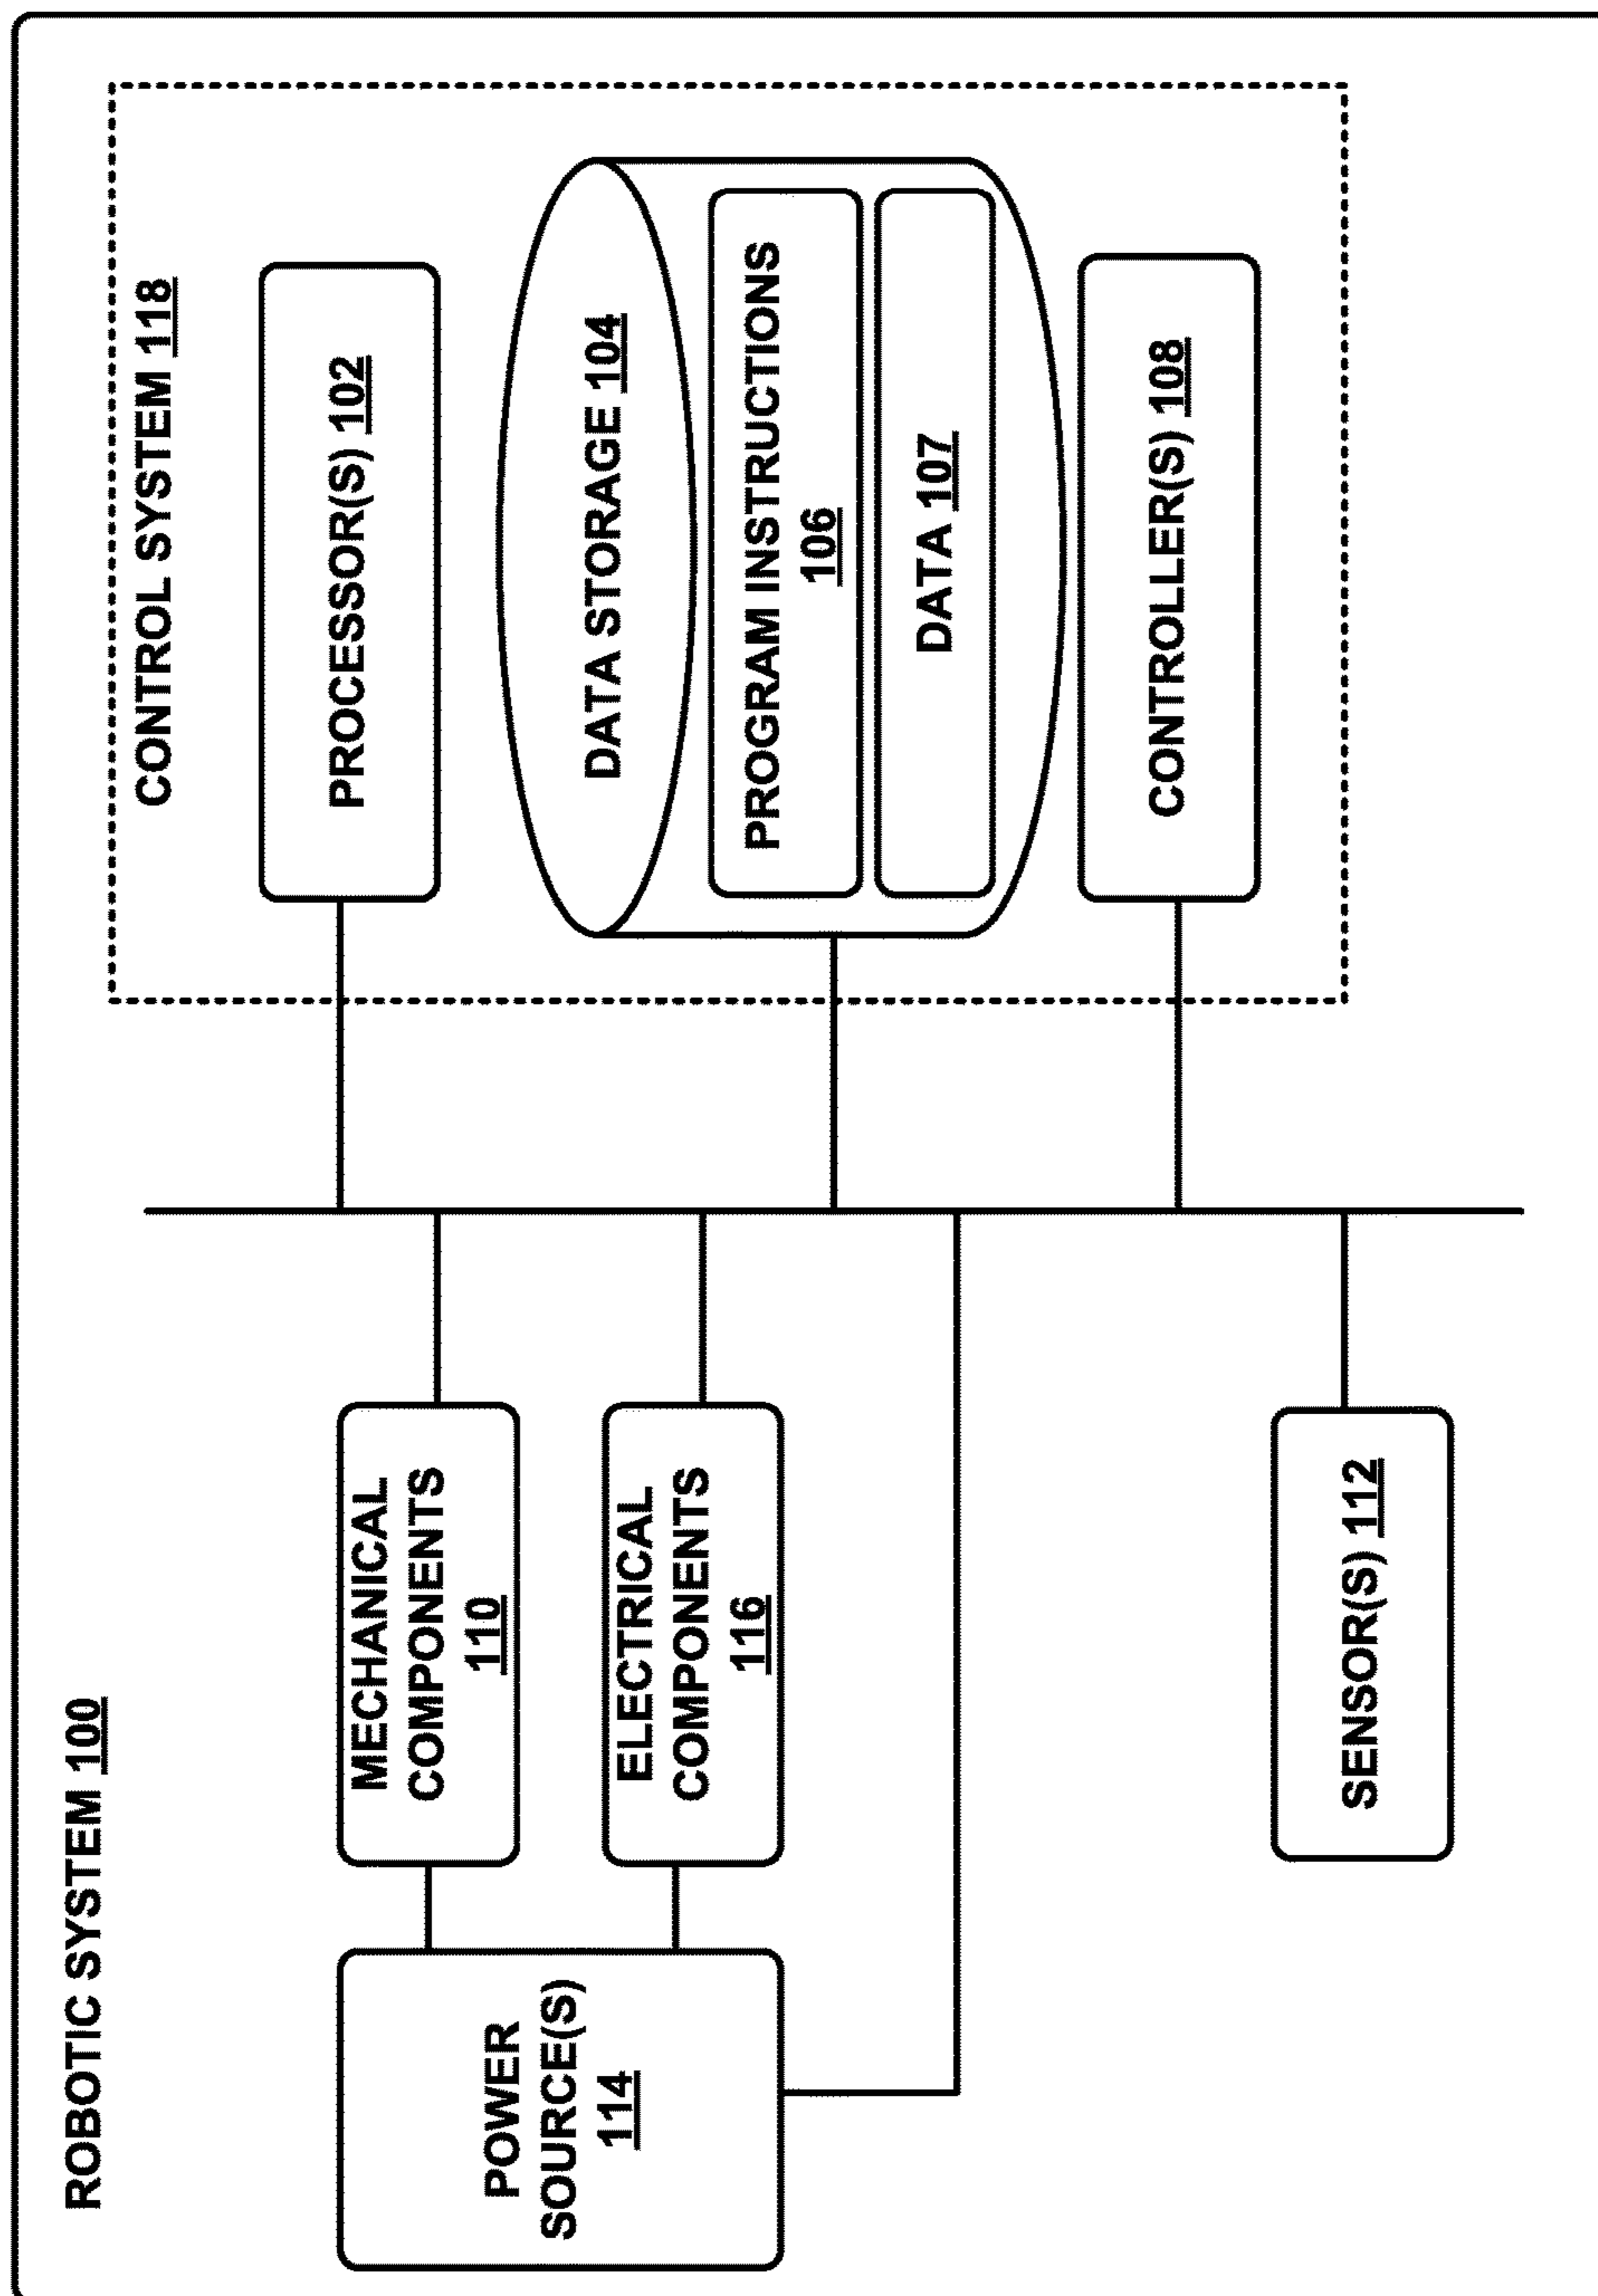 ROBOTIC SYSTEM 100
POWER
SOURCE(S)
114
MECHANICAL
COMPONENTS
110
ELECTRICAL
COMPONENTS
116
SENSOR(S) 112
CONTROL SYSTEM 118
PROCESSOR(S) 102
DATA STORAGE 104
PROGRAM INSTRUCTIONS
106
DATA 107
CONTROLLER(S) 108